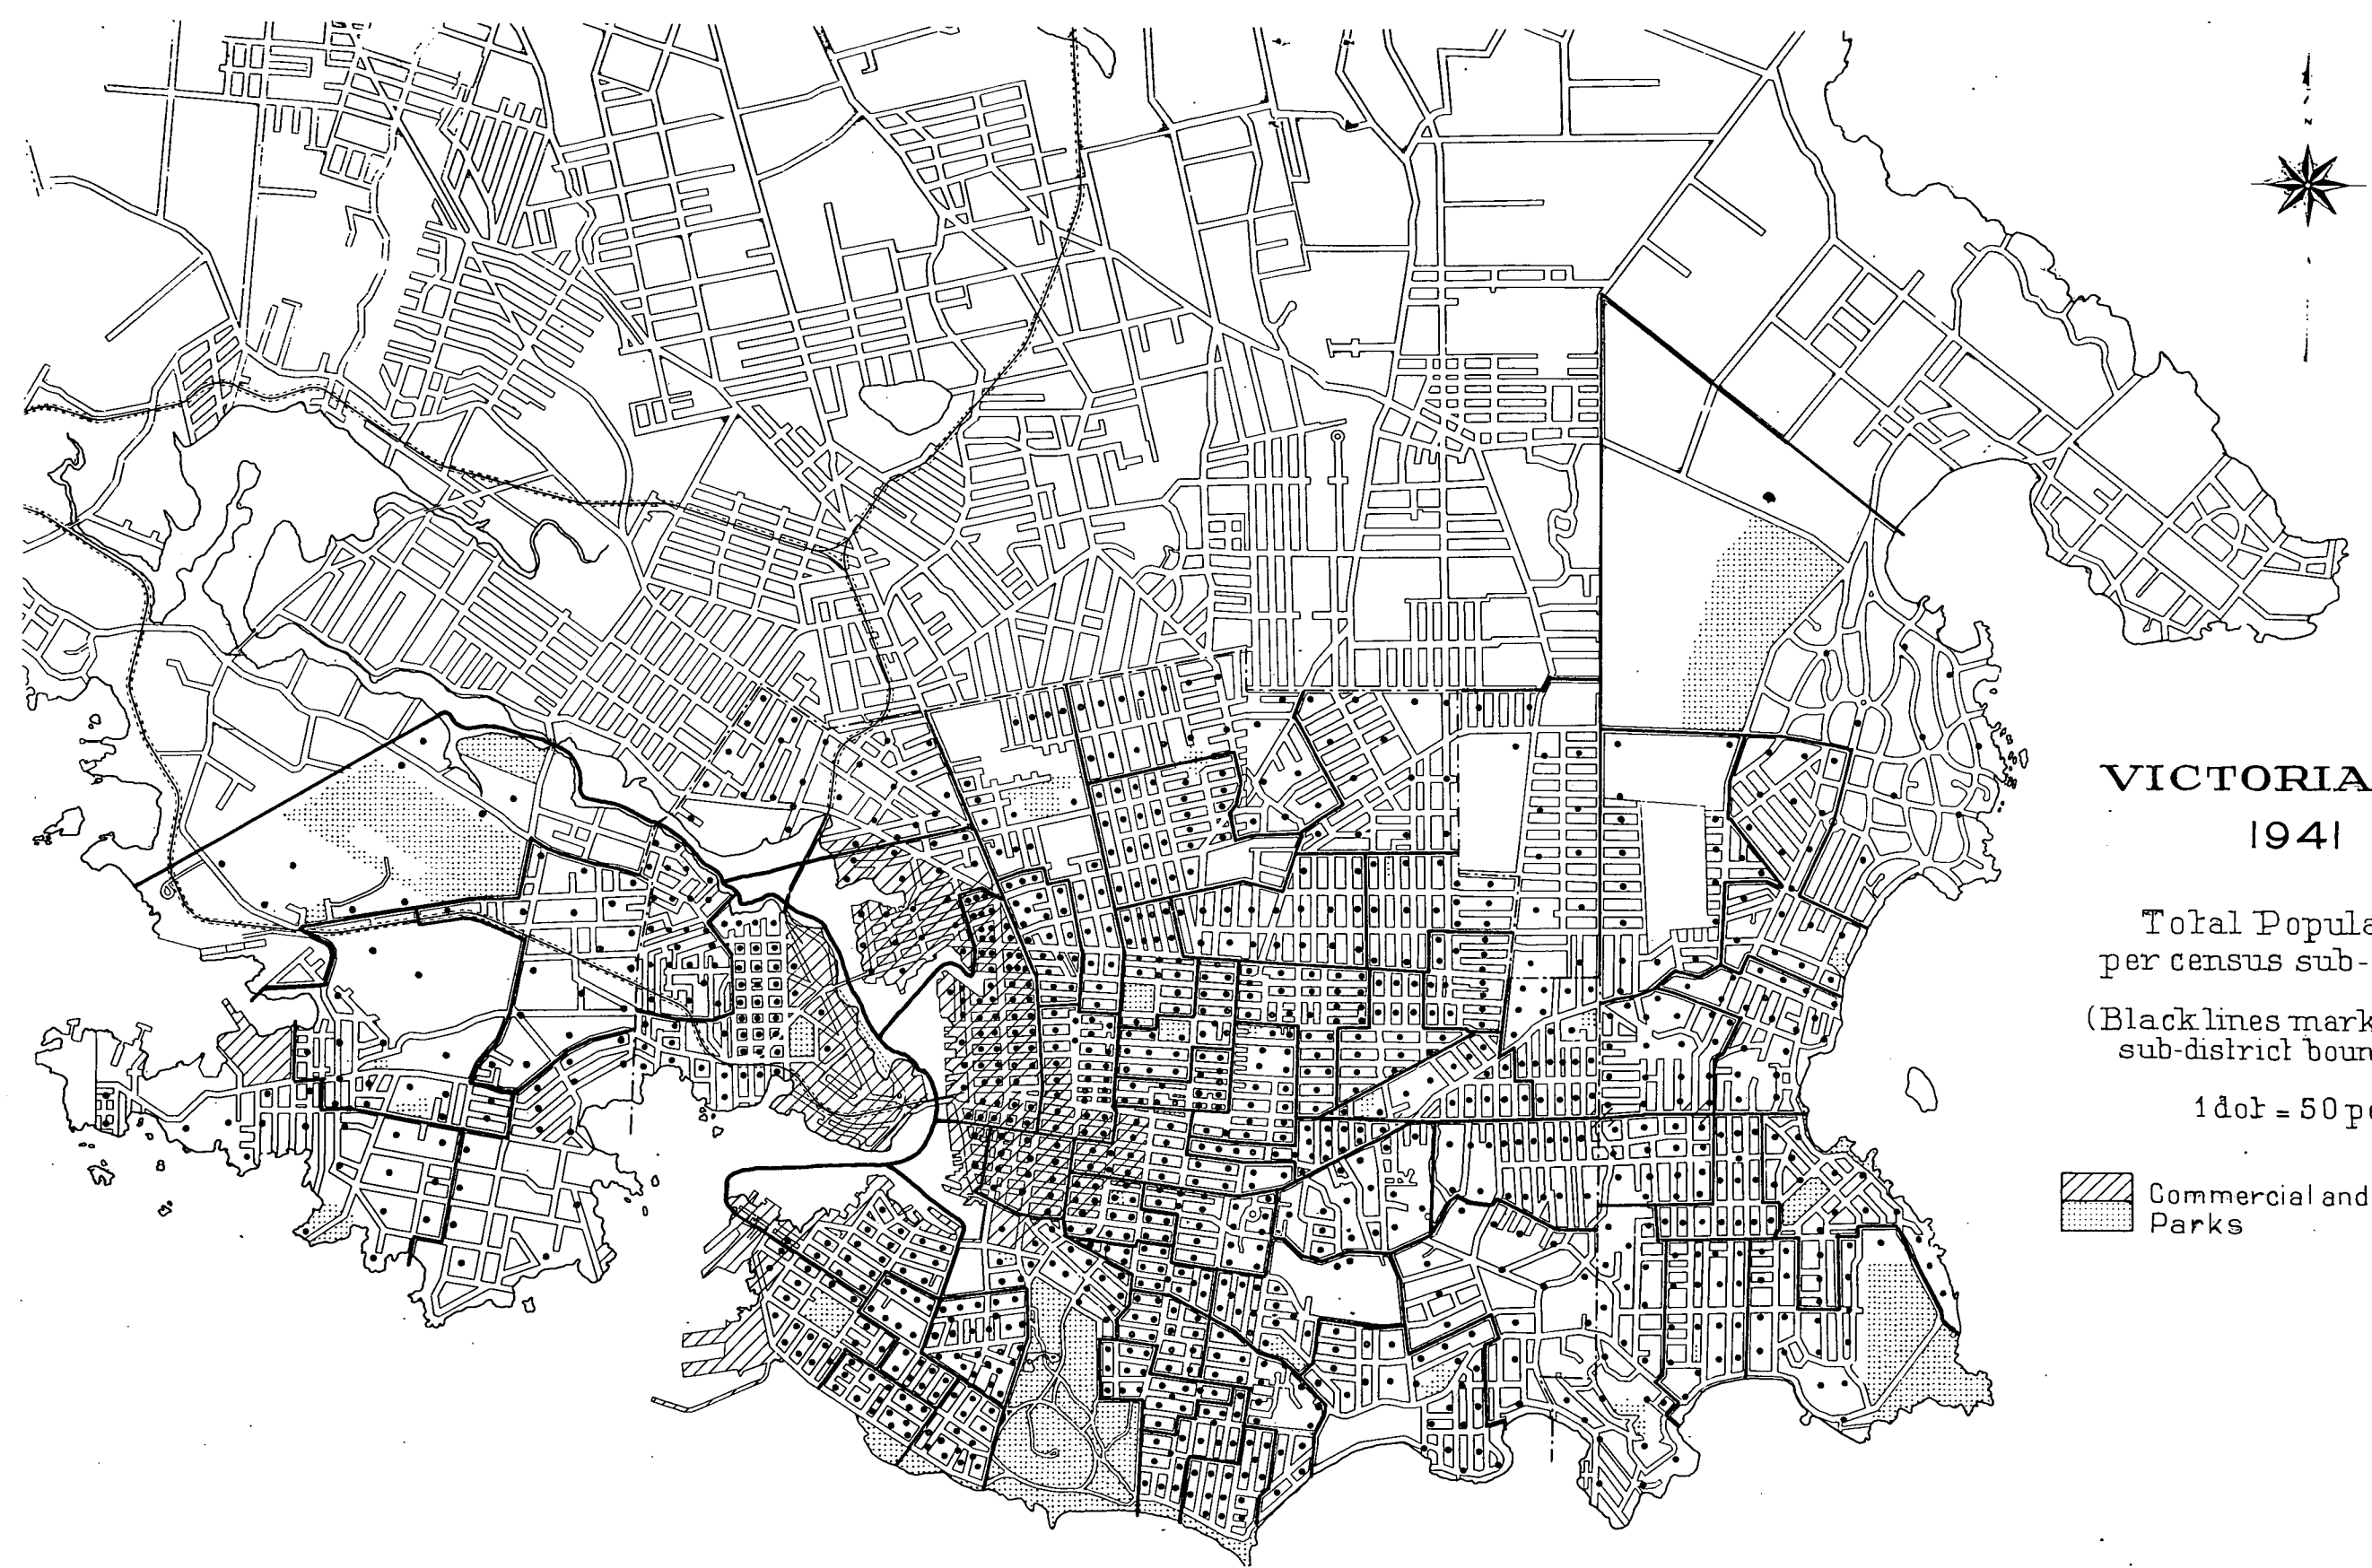 VICTORIA
1941
Total Popula
per census sub-
(Black lines mark
sub-district boun
1 dot = 50 pe
Commercial and
Parks